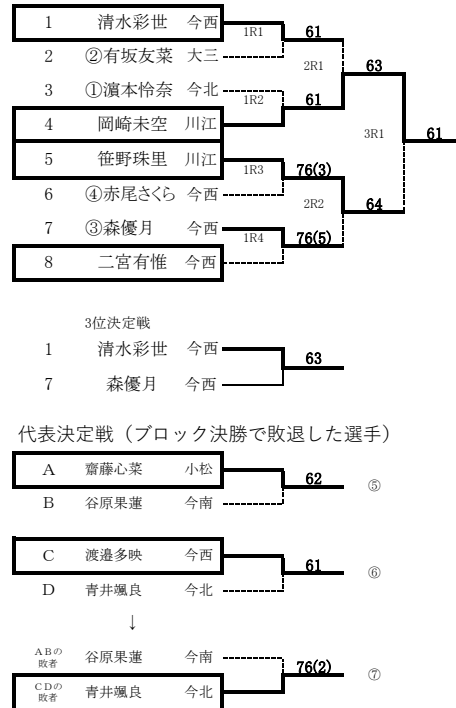 1 清水彩世 今西
1R1 61
2 ②有坂友菜 大三
2R1 63
3 ①濵本怜奈 今北
1R2 61
4 岡崎未空 川江
3R1 61
5 笹野珠里 川江
1R3 76(3)
6 ④赤尾さくら 今西
2R2 64
7 ③森優月 今西
1R4 76(5)
8 二宮有惟 今西
3位決定戦
1 清水彩世 今西
63
7 森優月 今西
代表決定戦（ブロック決勝で敗退した選手）
A 齋藤心菜 小松
62 ⑤
B 谷原果蓮 今南
C 渡邉多映 今西
61 ⑥
D 青井颯良 今北
↓
ABの敗者 谷原果蓮 今南
76(2) ⑦
CDの敗者 青井颯良 今北